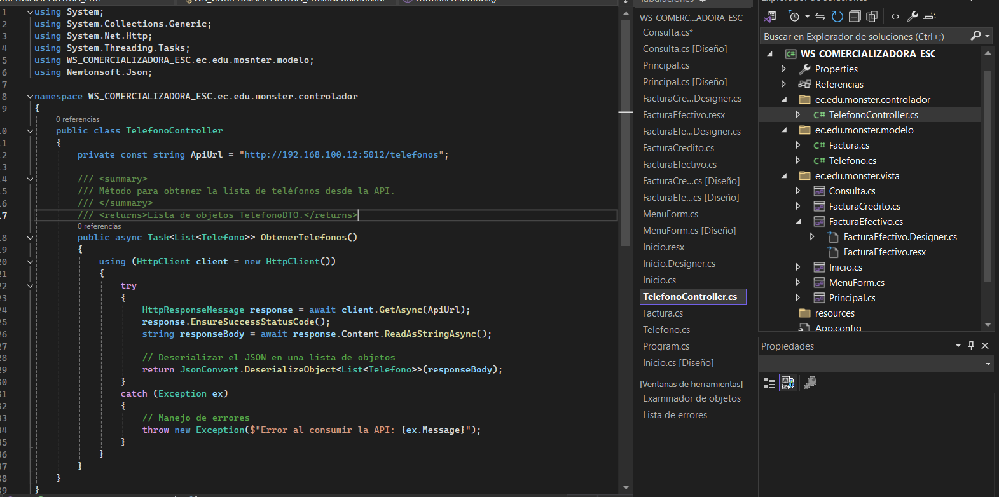 using System;
using System.Collections.Generic;
using System.Net.Http;
using System.Threading.Tasks;
using WS_COMERCIALIZADORA_ESC.ec.edu.mosnter.modelo;
using Newtonsoft.Json;
namespace WS_COMERCIALIZADORA_ESC.ec.edu.monster.controlador
{
0 referencias
public class TelefonoController
{
private const string ApiUrl = "http://192.168.100.12:5012/telefonos";
/// <summary>
/// Método para obtener la lista de teléfonos desde la API.
/// </summary>
/// <returns>Lista de objetos TelefonoDTO.</returns>
0 referencias
public async Task<List<Telefono>> ObtenerTelefonos()
{
using (HttpClient client = new HttpClient())
{
try
{
HttpResponseMessage response = await client.GetAsync(ApiUrl);
response.EnsureSuccessStatusCode();
string responseBody = await response.Content.ReadAsStringAsync();
// Deserializar el JSON en una lista de objetos
return JsonConvert.DeserializeObject<List<Telefono>>(responseBody);
}
catch (Exception ex)
{
// Manejo de errores
throw new Exception($"Error al consumir la API: {ex.Message}");
}
}
}
}
}
WS_COMERC...ADORA_ESC
Consulta.cs*
Consulta.cs [Diseño]
Principal.cs
Principal.cs [Diseño]
FacturaCre...Designer.cs
FacturaEfectivo.resx
FacturaEfe...Designer.cs
FacturaCredito.cs
FacturaEfectivo.cs
FacturaCre...cs [Diseño]
FacturaEfe...cs [Diseño]
MenuForm.cs
MenuForm.cs [Diseño]
Inicio.resx
Inicio.Designer.cs
Inicio.cs
TelefonoController.cs
Factura.cs
Telefono.cs
Program.cs
Inicio.cs [Diseño]
[Ventanas de herramientas]
Examinador de objetos
Lista de errores
Buscar en Explorador de soluciones (Ctrl+;)
WS_COMERCIALIZADORA_ESC
Properties
Referencias
ec.edu.monster.controlador
TelefonoController.cs
ec.edu.monster.modelo
Factura.cs
Telefono.cs
ec.edu.monster.vista
Consulta.cs
FacturaCredito.cs
FacturaEfectivo.cs
FacturaEfectivo.Designer.cs
FacturaEfectivo.resx
Inicio.cs
MenuForm.cs
Principal.cs
resources
App.config
Propiedades